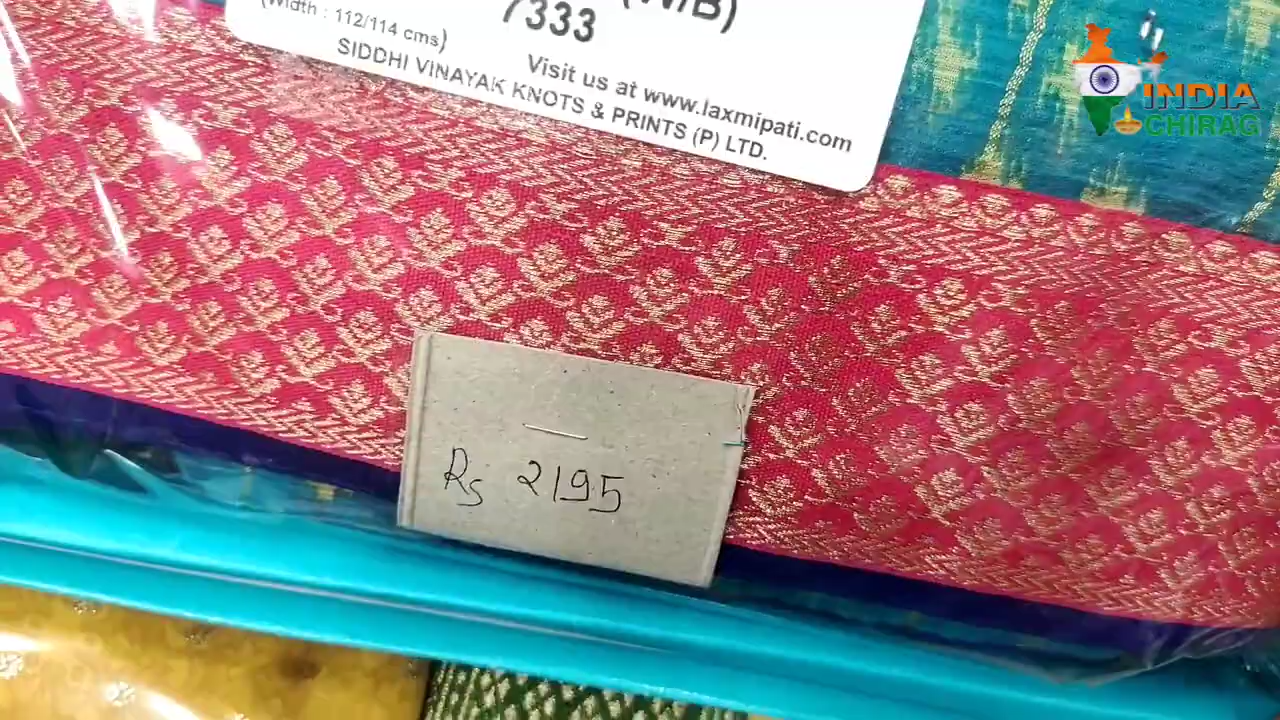 (W/B)
7333
(Width : 112/114 cms)
Visit us at www.laxmipati.com
SIDDHI VINAYAK KNOTS & PRINTS (P) LTD.
INDIA
CHIRAG
Rs 2195